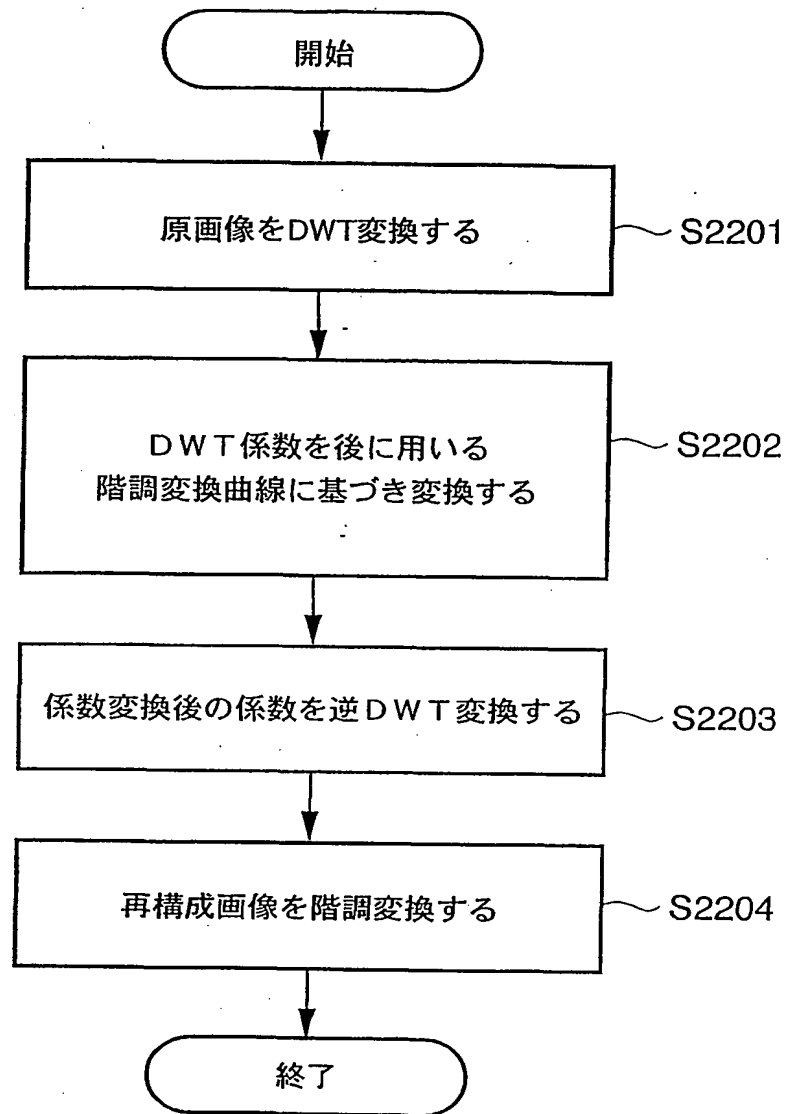 開始
原画像をDWT変換する
S2201
DWT係数を後に用いる
階調変換曲線に基づき変換する
S2202
係数変換後の係数を逆DWT変換する
S2203
再構成画像を階調変換する
S2204
終了